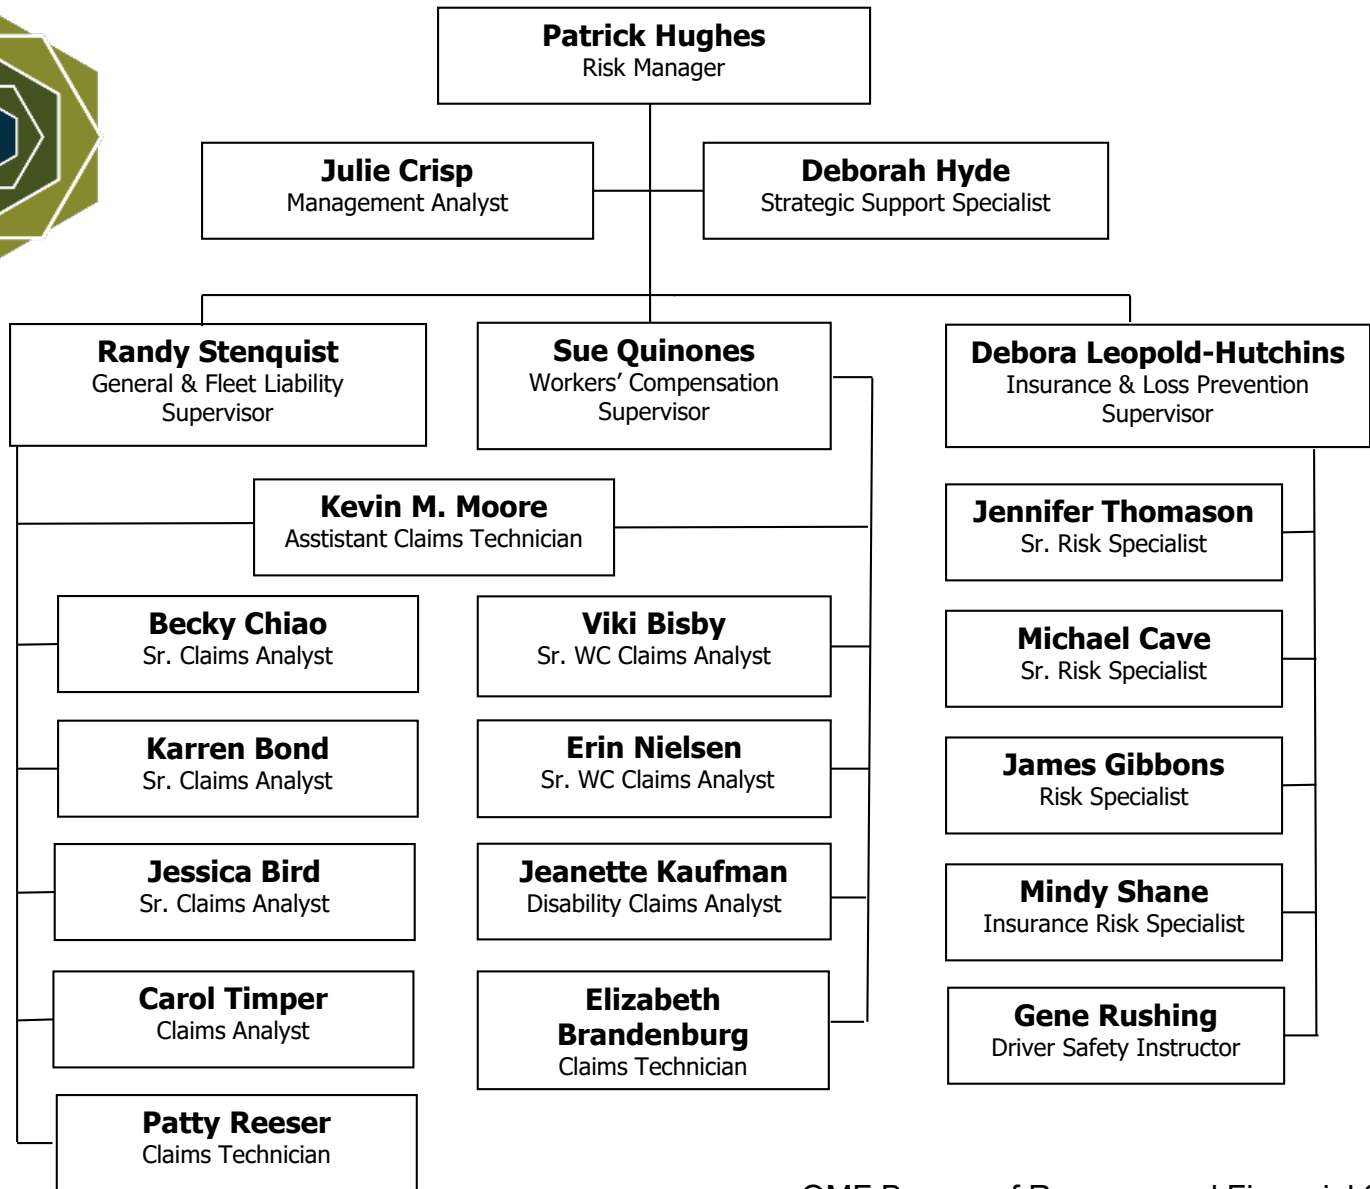 Patrick Hughes
Risk Manager
Julie Crisp
Management Analyst
Deborah Hyde
Strategic Support Specialist
Randy Stenquist
General & Fleet Liability
Supervisor
Sue Quinones
Workers’ Compensation
Supervisor
Debora Leopold-Hutchins
Insurance & Loss Prevention
Supervisor
Kevin M. Moore
Asstistant Claims Technician
Becky Chiao
Sr. Claims Analyst
Karren Bond
Sr. Claims Analyst
Jessica Bird
Sr. Claims Analyst
Carol Timper
Claims Analyst
Patty Reeser
Claims Technician
Viki Bisby
Sr. WC Claims Analyst
Erin Nielsen
Sr. WC Claims Analyst
Jeanette Kaufman
Disability Claims Analyst
Elizabeth
Brandenburg
Claims Technician
Jennifer Thomason
Sr. Risk Specialist
Michael Cave
Sr. Risk Specialist
James Gibbons
Risk Specialist
Mindy Shane
Insurance Risk Specialist
Gene Rushing
Driver Safety Instructor